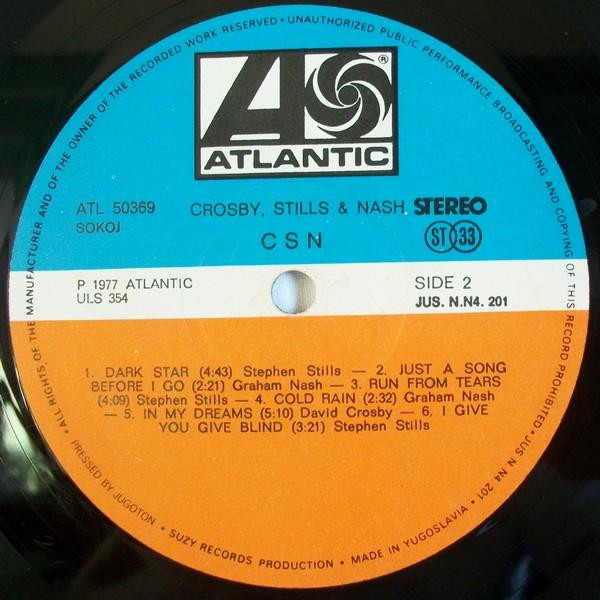 ALL RIGHTS OF THE MANUFACTURER AND OF THE OWNER OF THE RECORDED WORK RESERVED • UNAUTHORIZED PUBLIC PERFORMANCE BROADCASTING AND COPYING OF THIS RECORD PROHIBITED • JUS N N4 201
A
®
ATLANTIC
ATL 50369 CROSBY, STILLS & NASH STEREO
SOKOJ
C S N
ST 33
P 1977 ATLANTIC SIDE 2
ULS 354 JUS. N.N4. 201
1. DARK STAR (4:43) Stephen Stills — 2. JUST A SONG
BEFORE I GO (2:21) Graham Nash — 3. RUN FROM TEARS
(4:09) Stephen Stills — 4. COLD RAIN (2:32) Graham Nash
— 5. IN MY DREAMS (5:10) David Crosby — 6. I GIVE
YOU GIVE BLIND (3:21) Stephen Stills
PRESSED BY JUGOTON • SUZY RECORDS PRODUCTION • MADE IN YUGOSLAVIA •